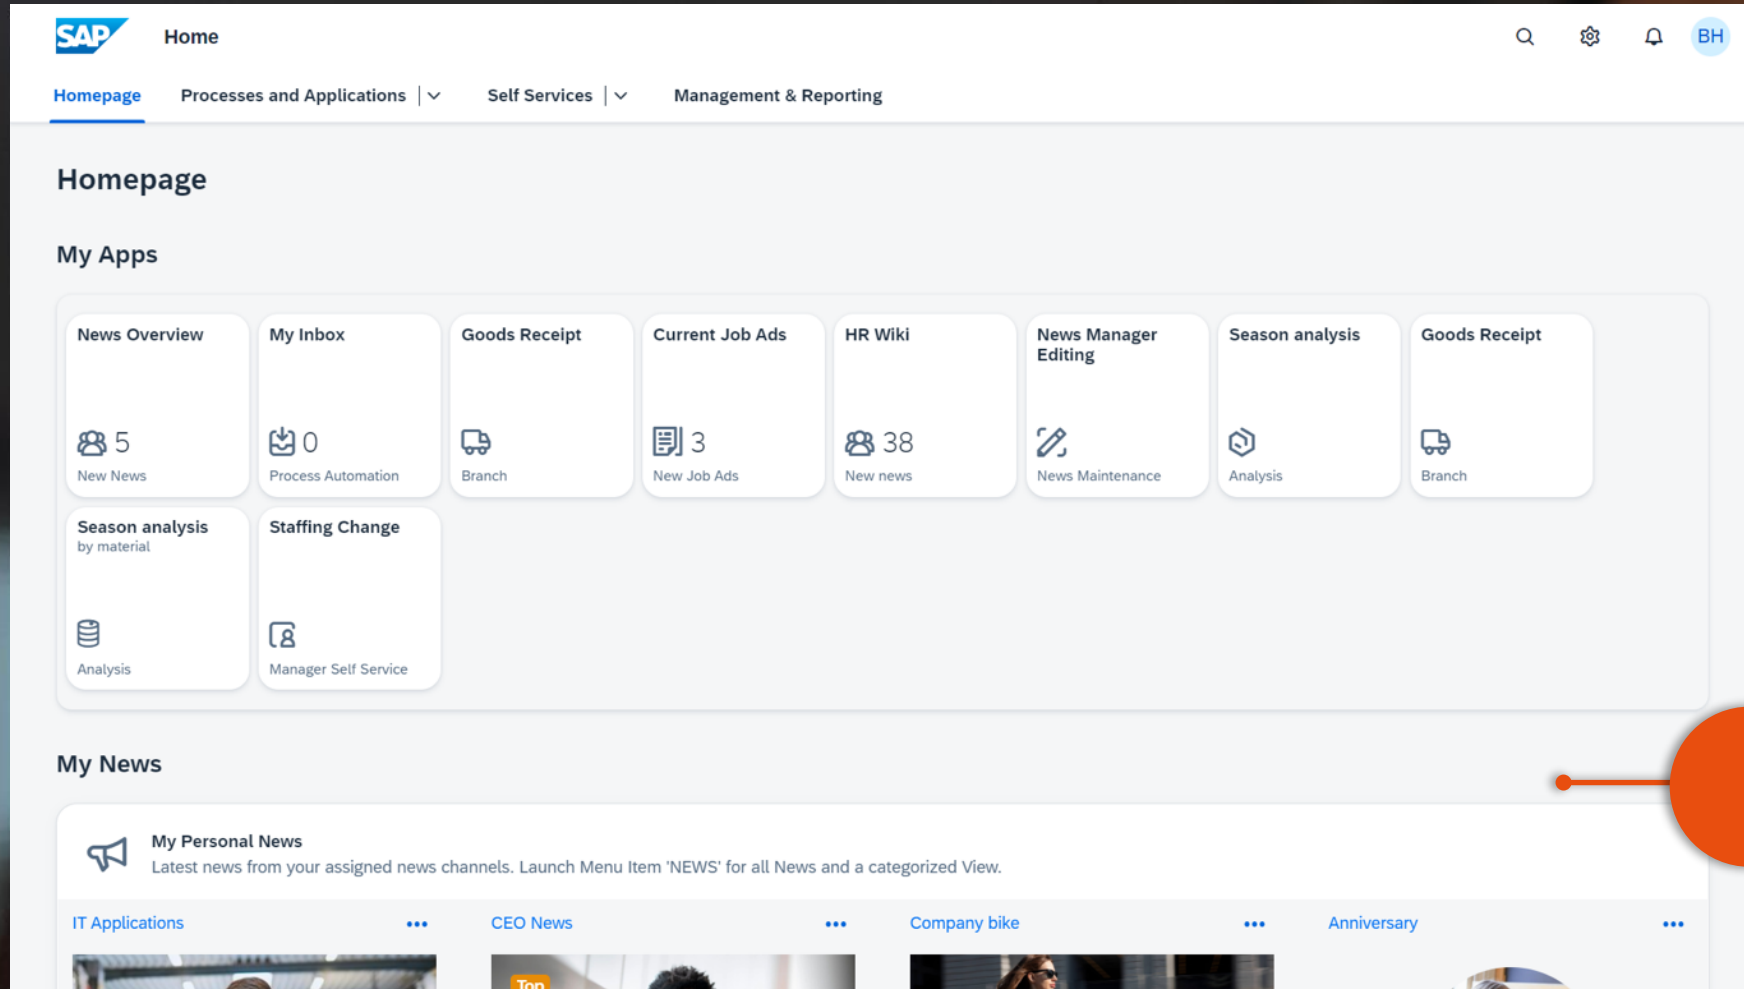 SAP Home BH
Homepage Processes and Applications Self Services Management & Reporting
Homepage
My Apps
News Overview
5
New News
My Inbox
0
Process Automation
Goods Receipt
Branch
Current Job Ads
3
New Job Ads
HR Wiki
38
New news
News Manager
Editing
News Maintenance
Season analysis
Analysis
Goods Receipt
Branch
Season analysis
by material
Analysis
Staffing Change
Manager Self Service
My News
My Personal News
Latest news from your assigned news channels. Launch Menu Item 'NEWS' for all News and a categorized View.
IT Applications
CEO News
Top
Company bike
Anniversary